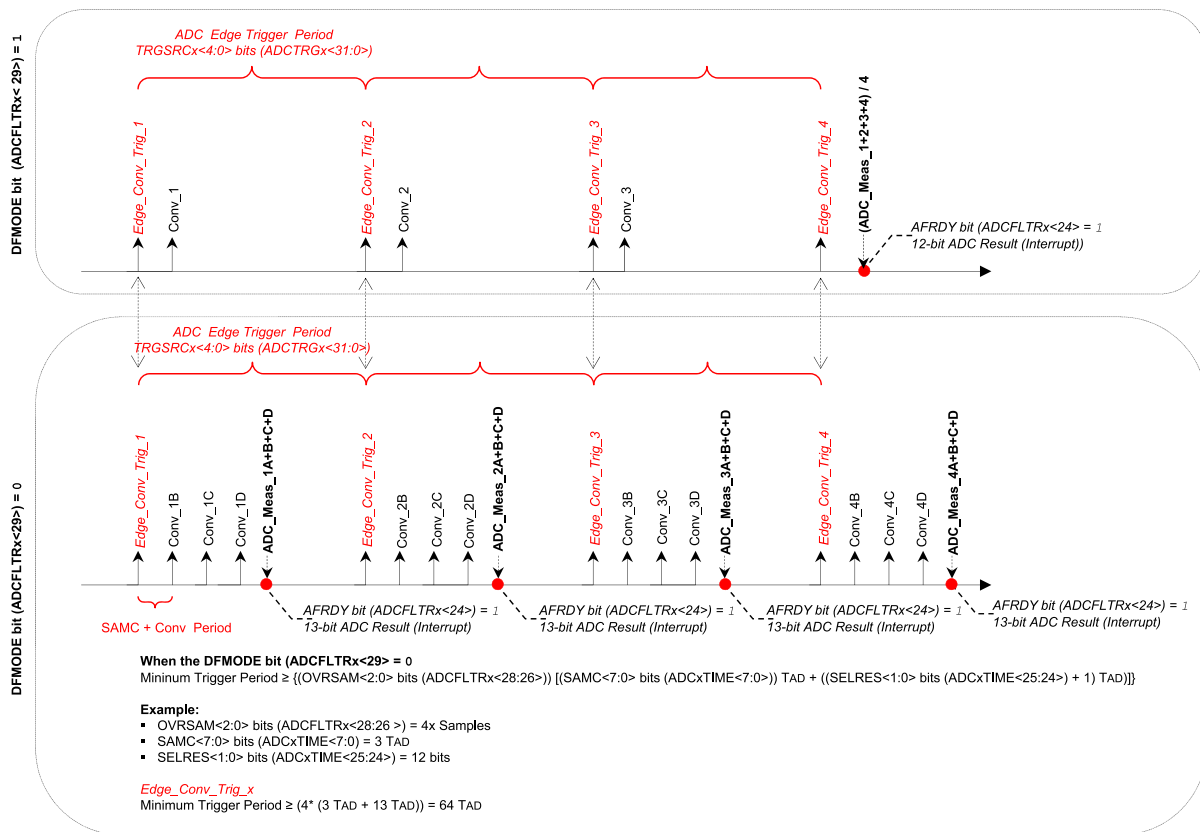 DFMODE bit (ADCFLTRx< 29>) = 1
ADC Edge Trigger Period
TRGSRCx<4:0> bits (ADCTRGx<31:0>)
Edge_Conv_Trig_1
Conv_1
Edge_Conv_Trig_2
Conv_2
Edge_Conv_Trig_3
Conv_3
Edge_Conv_Trig_4
(ADC_Meas_1+2+3+4) / 4
AFRDY bit (ADCFLTRx<24> = 1
12-bit ADC Result (Interrupt))
DFMODE bit (ADCFLTRx<29>) = 0
ADC Edge Trigger Period
TRGSRCx<4:0> bits (ADCTRGx<31:0>)
Edge_Conv_Trig_1
Conv_1B
Conv_1C
Conv_1D
ADC_Meas_1A+B+C+D
Edge_Conv_Trig_2
Conv_2B
Conv_2C
Conv_2D
ADC_Meas_2A+B+C+D
Edge_Conv_Trig_3
Conv_3B
Conv_3C
Conv_3D
ADC_Meas_3A+B+C+D
Edge_Conv_Trig_4
Conv_4B
Conv_4C
Conv_4D
ADC_Meas_4A+B+C+D
SAMC + Conv Period
AFRDY bit (ADCFLTRx<24>) = 1
13-bit ADC Result (Interrupt)
AFRDY bit (ADCFLTRx<24>) = 1
13-bit ADC Result (Interrupt)
AFRDY bit (ADCFLTRx<24>) = 1
13-bit ADC Result (Interrupt)
AFRDY bit (ADCFLTRx<24>) = 1
13-bit ADC Result (Interrupt)
When the DFMODE bit (ADCFLTRx<29> = 0
Minimum Trigger Period ≥ {(OVRSAM<2:0> bits (ADCFLTRx<28:26>)) [(SAMC<7:0> bits (ADCxTIME<7:0>)) TAD + ((SELRES<1:0> bits (ADCxTIME<25:24>) + 1) TAD)]}
Example:
▪ OVRSAM<2:0> bits (ADCFLTRx<28:26 >) = 4x Samples
▪ SAMC<7:0> bits (ADCxTIME<7:0) = 3 TAD
▪ SELRES<1:0> bits (ADCxTIME<25:24>) = 12 bits
Edge_Conv_Trig_x
Minimum Trigger Period ≥ (4* (3 TAD + 13 TAD)) = 64 TAD